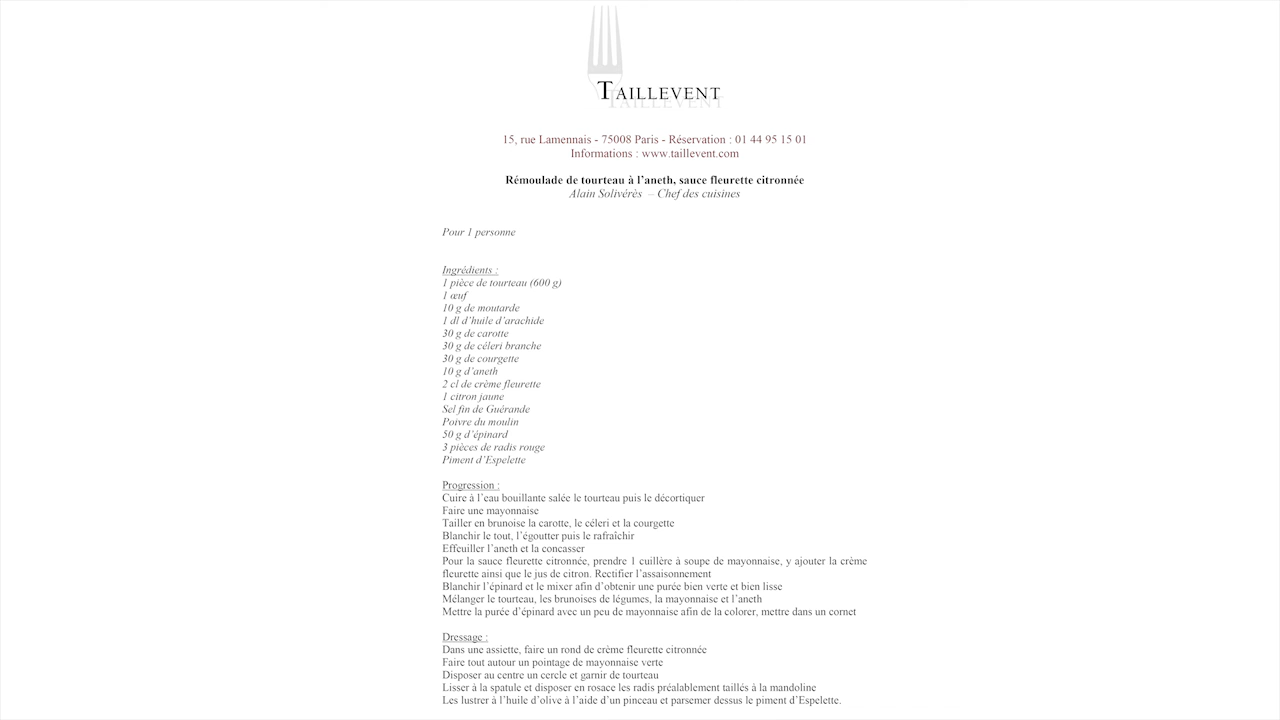 TAILLEVENT
15, rue Lamennais - 75008 Paris - Réservation : 01 44 95 15 01
Informations : www.taillevent.com
Rémoulade de tourteau à l’aneth, sauce fleurette citronnée
Alain Solivérès – Chef des cuisines
Pour 1 personne
Ingrédients :
1 pièce de tourteau (600 g)
1 œuf
10 g de moutarde
1 dl d’huile d’arachide
30 g de carotte
30 g de céleri branche
30 g de courgette
10 g d’aneth
2 cl de crème fleurette
1 citron jaune
Sel fin de Guérande
Poivre du moulin
50 g d’épinard
3 pièces de radis rouge
Piment d’Espelette
Progression :
Cuire à l’eau bouillante salée le tourteau puis le décortiquer
Faire une mayonnaise
Tailler en brunoise la carotte, le céleri et la courgette
Blanchir le tout, l’égoutter puis le rafraîchir
Effeuiller l’aneth et la concasser
Pour la sauce fleurette citronnée, prendre 1 cuillère à soupe de mayonnaise, y ajouter la crème
fleurette ainsi que le jus de citron. Rectifier l’assaisonnement
Blanchir l’épinard et le mixer afin d’obtenir une purée bien verte et bien lisse
Mélanger le tourteau, les brunoises de légumes, la mayonnaise et l’aneth
Mettre la purée d’épinard avec un peu de mayonnaise afin de la colorer, mettre dans un cornet
Dressage :
Dans une assiette, faire un rond de crème fleurette citronnée
Faire tout autour un pointage de mayonnaise verte
Disposer au centre un cercle et garnir de tourteau
Lisser à la spatule et disposer en rosace les radis préalablement taillés à la mandoline
Les lustrer à l’huile d’olive à l’aide d’un pinceau et parsemer dessus le piment d’Espelette.